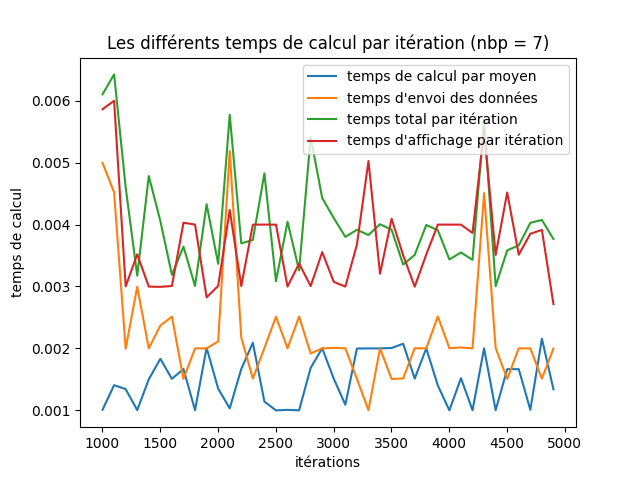 Les différents temps de calcul par itération (nbp = 7)
temps de calcul par moyen
temps d'envoi des données
temps total par itération
temps d'affichage par itération
temps de calcul
0.006
0.005
0.004
0.003
0.002
0.001
1000 1500 2000 2500 3000 3500 4000 4500 5000
itérations